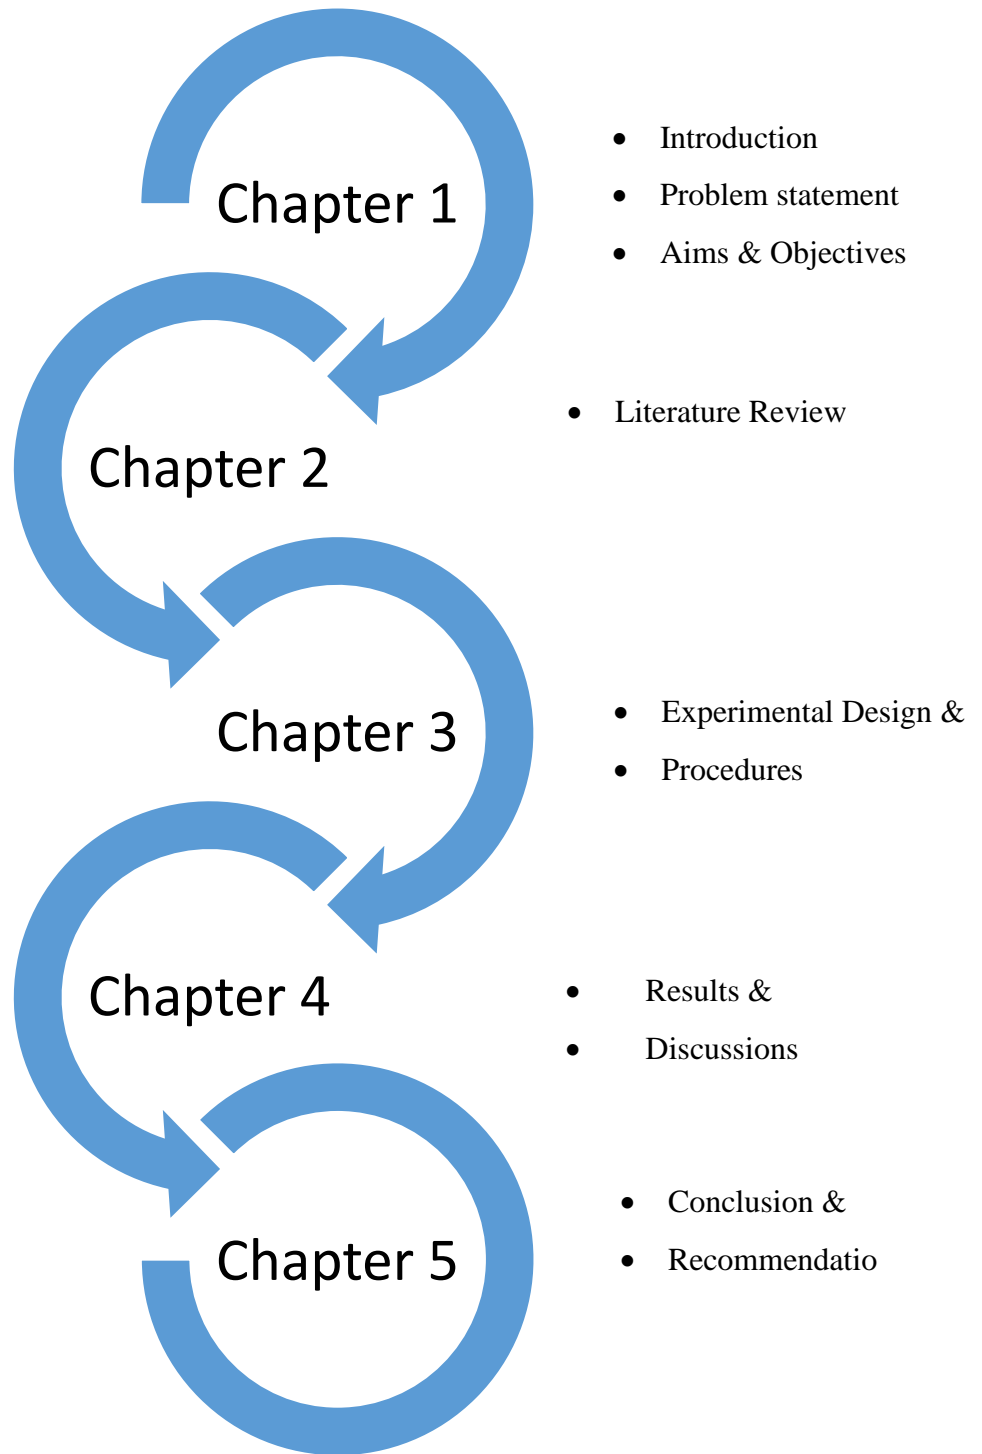 Chapter 1
• Introduction
• Problem statement
• Aims & Objectives
Chapter 2
• Literature Review
Chapter 3
• Experimental Design &
• Procedures
Chapter 4
• Results &
• Discussions
Chapter 5
• Conclusion &
• Recommendatio